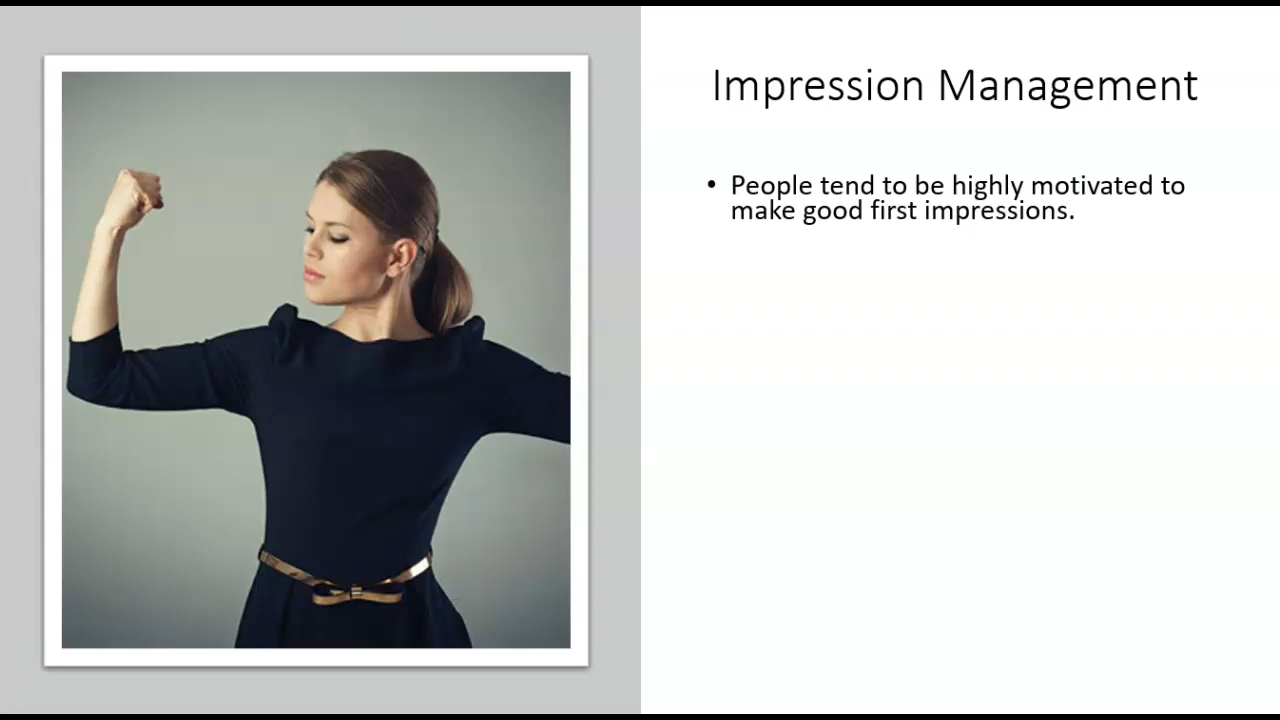 Impression Management
• People tend to be highly motivated to
make good first impressions.